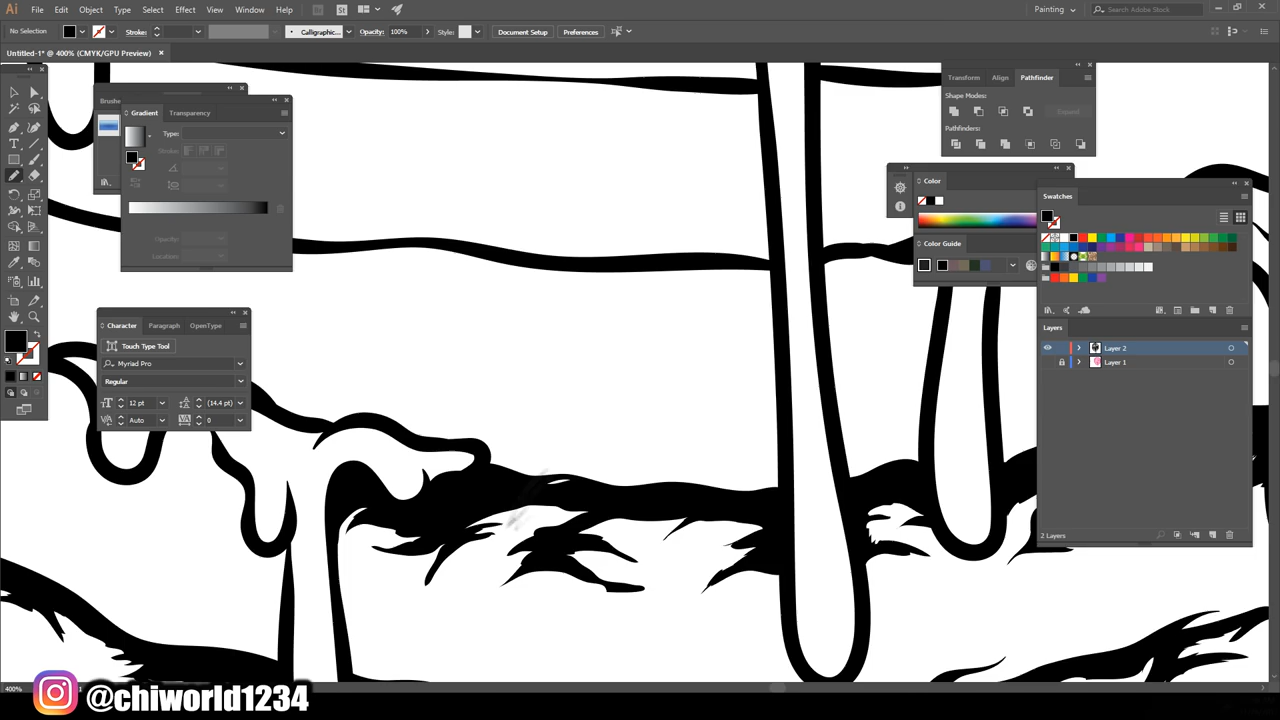 Ai File Edit Object Type Select Effect View Window Help Br St Painting Search Adobe Stock
No Selection Stroke: Calligraphic... Opacity: 100% Style: Document Setup Preferences
Untitled-1* @ 400% (CMYK/GPU Preview) ×
Brushe
Gradient Transparency
Type:
Stroke:
Opacity:
Location:
Transform Align Pathfinder
Shape Modes:
Expand
Pathfinders:
Color
Color Guide
Swatches
Character Paragraph OpenType
Touch Type Tool
Myriad Pro
Regular
12 pt (14.4 pt)
Auto 0
Layers
Layer 2
Layer 1
2 Layers
400%
@chiworld1234